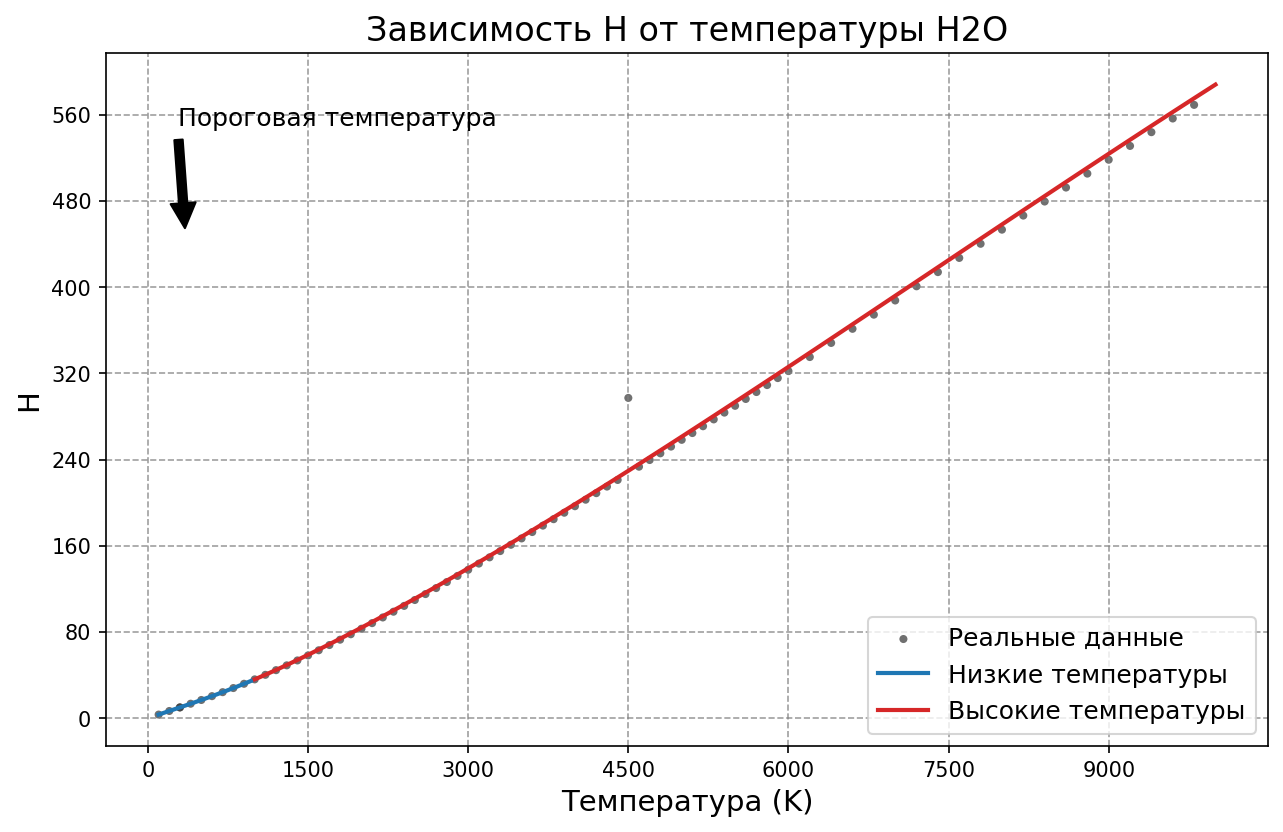 Зависимость H от температуры H2O
Пороговая температура
560
480
400
320
240
160
80
0
H
0 1500 3000 4500 6000 7500 9000
Температура (K)
Реальные данные
Низкие температуры
Высокие температуры